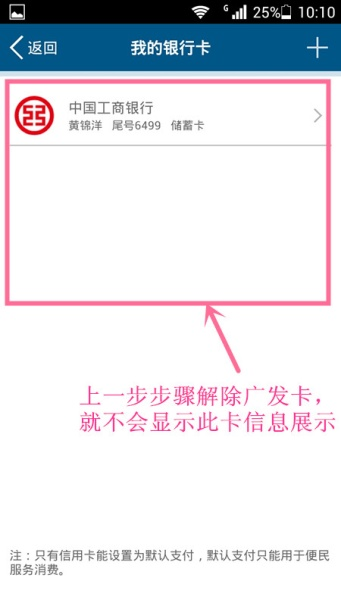 G 25% 10:10
返回 我的银行卡
中国工商银行
黄锦洋 尾号6499 储蓄卡
上一步步骤解除广发卡，
就不会显示此卡信息展示
注：只有信用卡能设置为默认支付，默认支付只能用于便民
服务消费。